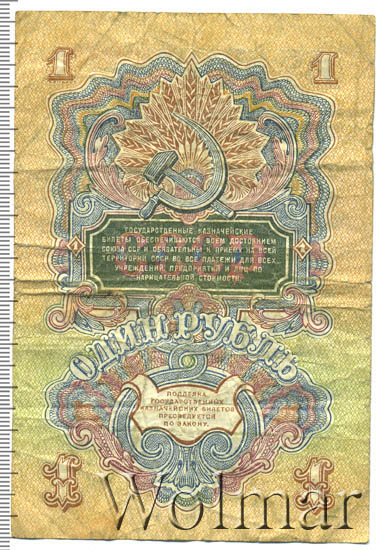 1 1
ГОСУДАРСТВЕННЫЕ КАЗНАЧЕЙСКИЕ
БИЛЕТЫ ОБЕСПЕЧИВАЮТСЯ ВСЕМ ДОСТОЯНИЕМ
СОЮЗА ССР И ОБЯЗАТЕЛЬНЫ К ПРИЕМУ НА ВСЕЙ
1 ТЕРРИТОРИИ СССР ВО ВСЕ ПЛАТЕЖИ ДЛЯ ВСЕХ 1
УЧРЕЖДЕНИЙ, ПРЕДПРИЯТИЙ И ЛИЦ ПО
НАРИЦАТЕЛЬНОЙ СТОИМОСТИ.
ОДИН РУБЛЬ
ПОДДЕЛКА
ГОСУДАРСТВЕННЫХ
КАЗНАЧЕЙСКИХ БИЛЕТОВ
ПРЕСЛЕДУЕТСЯ
ПО ЗАКОНУ.
1 1
Wolmar